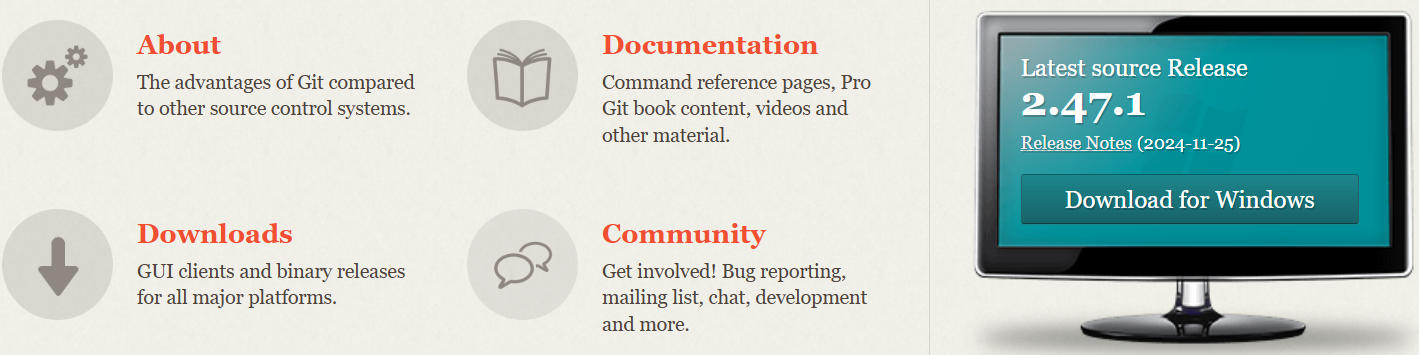 About
The advantages of Git compared
to other source control systems.
Documentation
Command reference pages, Pro
Git book content, videos and
other material.
Downloads
GUI clients and binary releases
for all major platforms.
Community
Get involved! Bug reporting,
mailing list, chat, development
and more.
Latest source Release
2.47.1
Release Notes (2024-11-25)
Download for Windows